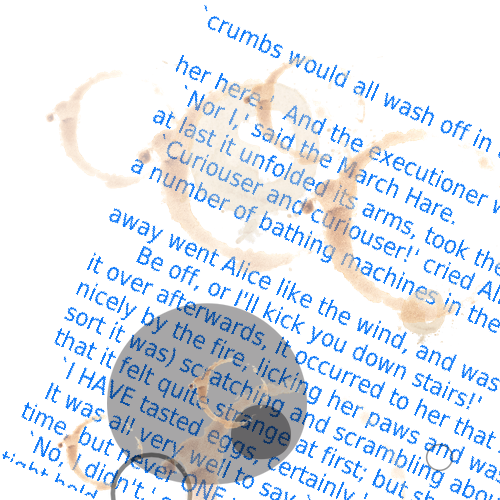 `crumbs would all wash off in
her here.'  And the executioner
`Nor I,' said the March Hare.
at last it unfolded its arms, took the
`Curiouser and curiouser!' cried
a number of bathing machines in the
away went Alice like the wind, and was
Be off, or I'll kick you down stairs!'
it over afterwards, it occurred to her that
nicely by the fire, licking her paws and
sort it was) scratching and scrambling
that it felt quite strange at first; but
`I HAVE tasted eggs, certainly
It was all very well to say
time, but never ONE
`No, I didn't,
tight hold